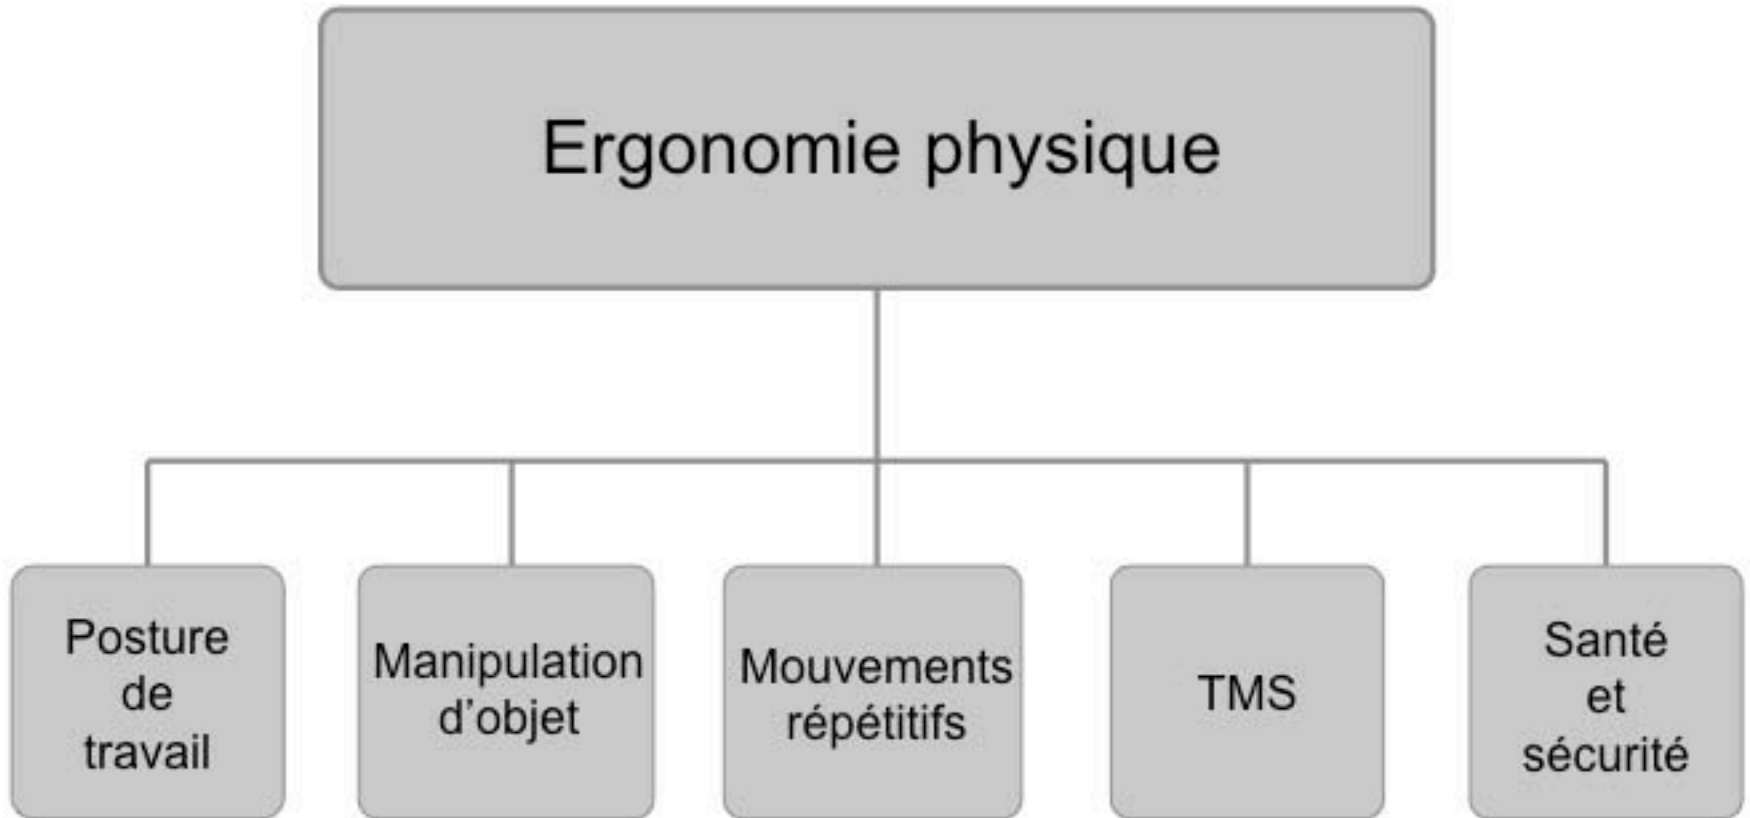 Ergonomie physique
Posture
de
travail
Manipulation
d’objet
Mouvements
répétitifs
TMS
Santé
et
sécurité